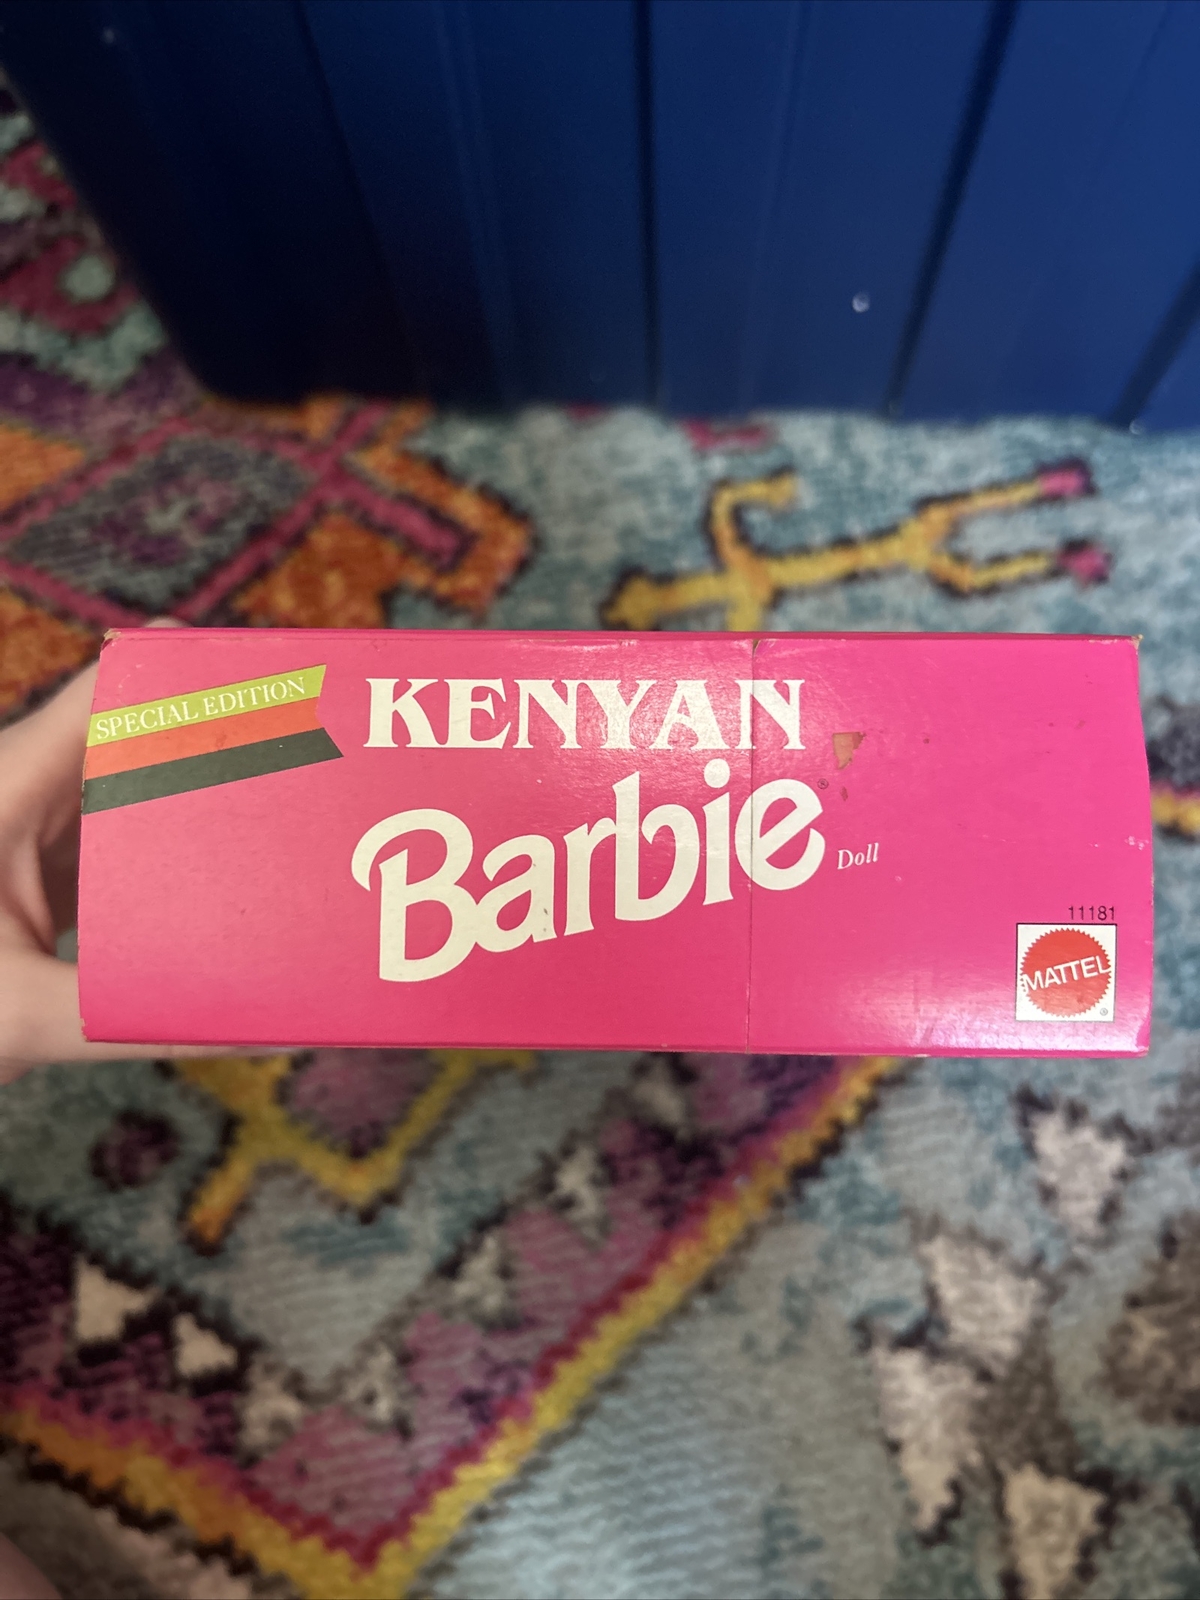 SPECIAL EDITION
KENYAN
Barbie®
Doll
11181
MATTEL®